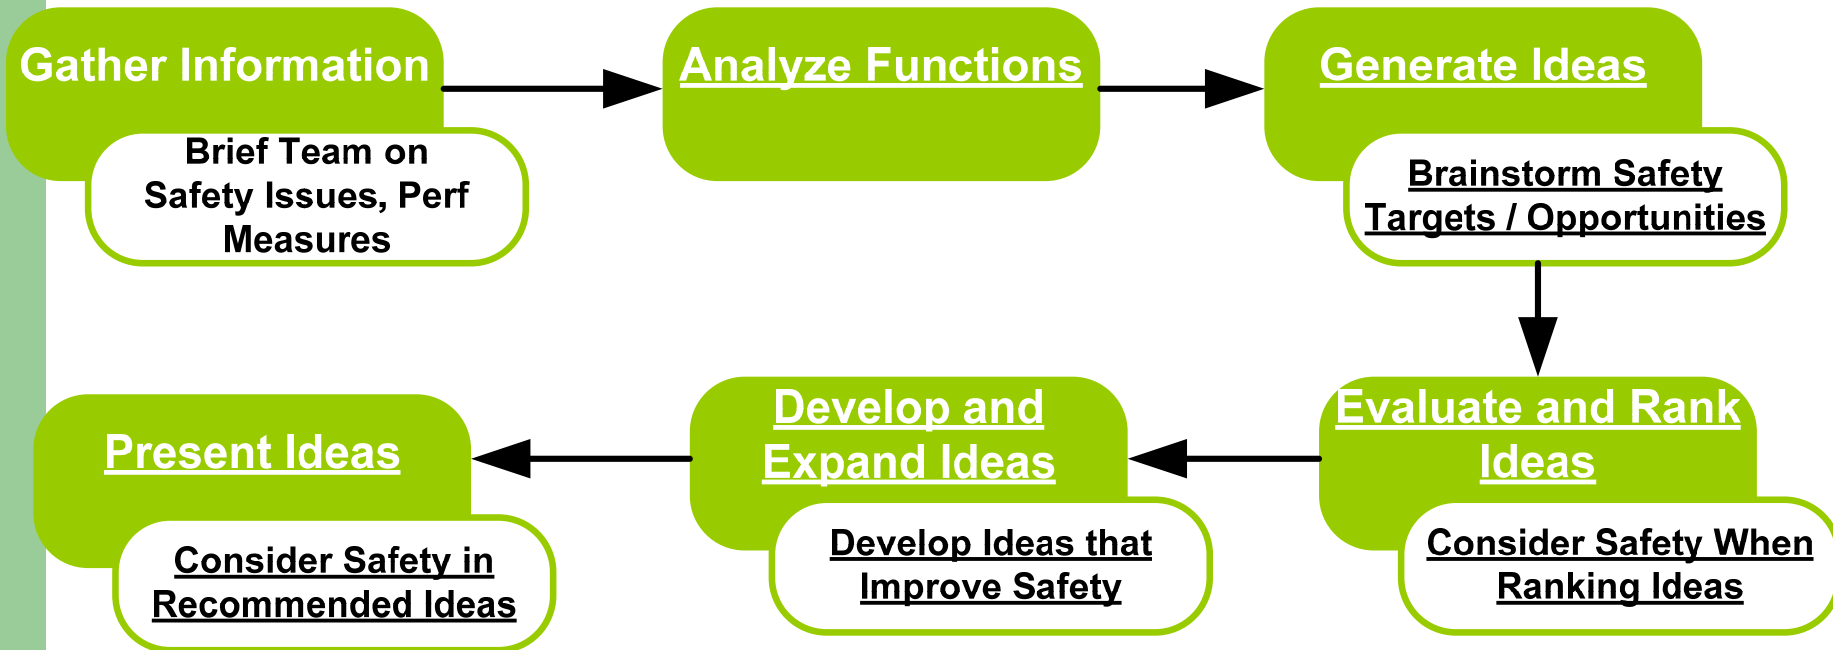 Gather Information
Brief Team on
Safety Issues, Perf
Measures
Analyze Functions
Generate Ideas
Brainstorm Safety
Targets / Opportunities
Evaluate and Rank
Ideas
Consider Safety When
Ranking Ideas
Develop and
Expand Ideas
Develop Ideas that
Improve Safety
Present Ideas
Consider Safety in
Recommended Ideas